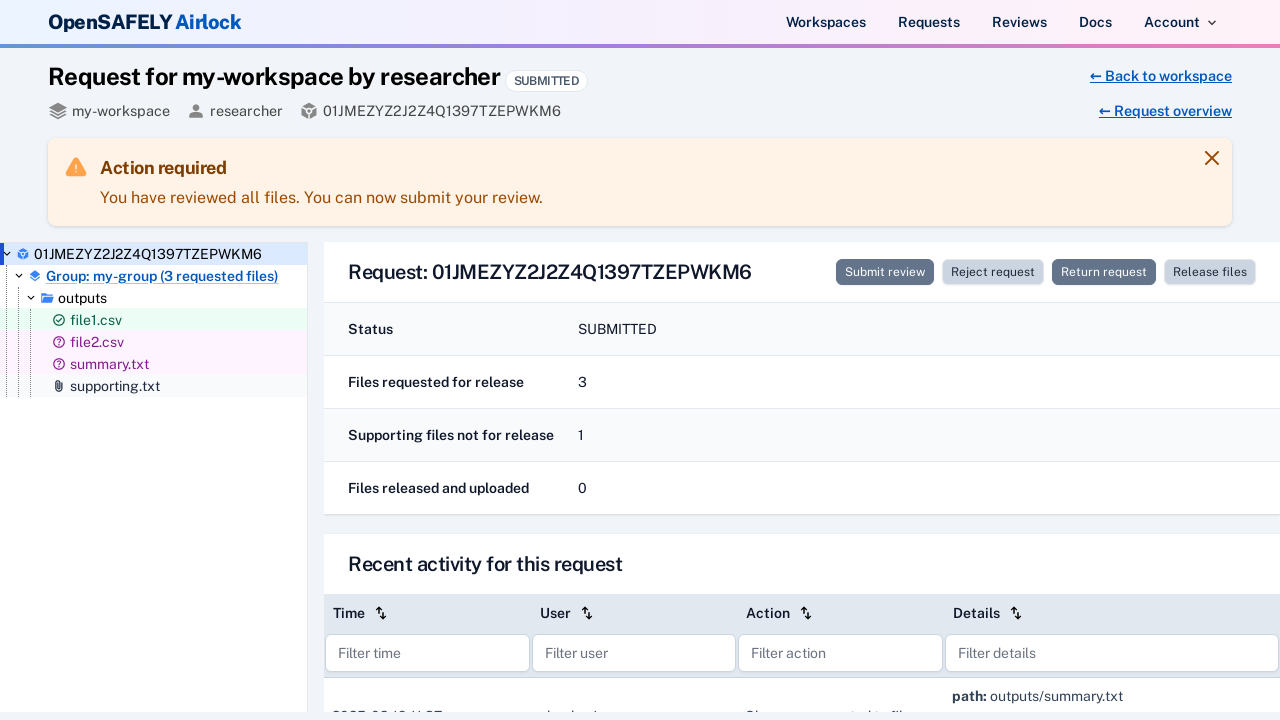 OpenSAFELY Airlock
Workspaces Requests Reviews Docs Account
Request for my-workspace by researcher SUBMITTED
← Back to workspace
my-workspace researcher 01JMEZYZ2J2Z4Q1397TZEPWKM6
← Request overview
Action required
You have reviewed all files. You can now submit your review.
01JMEZYZ2J2Z4Q1397TZEPWKM6
Group: my-group (3 requested files)
outputs
file1.csv
file2.csv
summary.txt
supporting.txt
Request: 01JMEZYZ2J2Z4Q1397TZEPWKM6
Submit review Reject request Return request Release files
Status SUBMITTED
Files requested for release 3
Supporting files not for release 1
Files released and uploaded 0
Recent activity for this request
Time User Action Details
Filter time Filter user Filter action Filter details
path: outputs/summary.txt